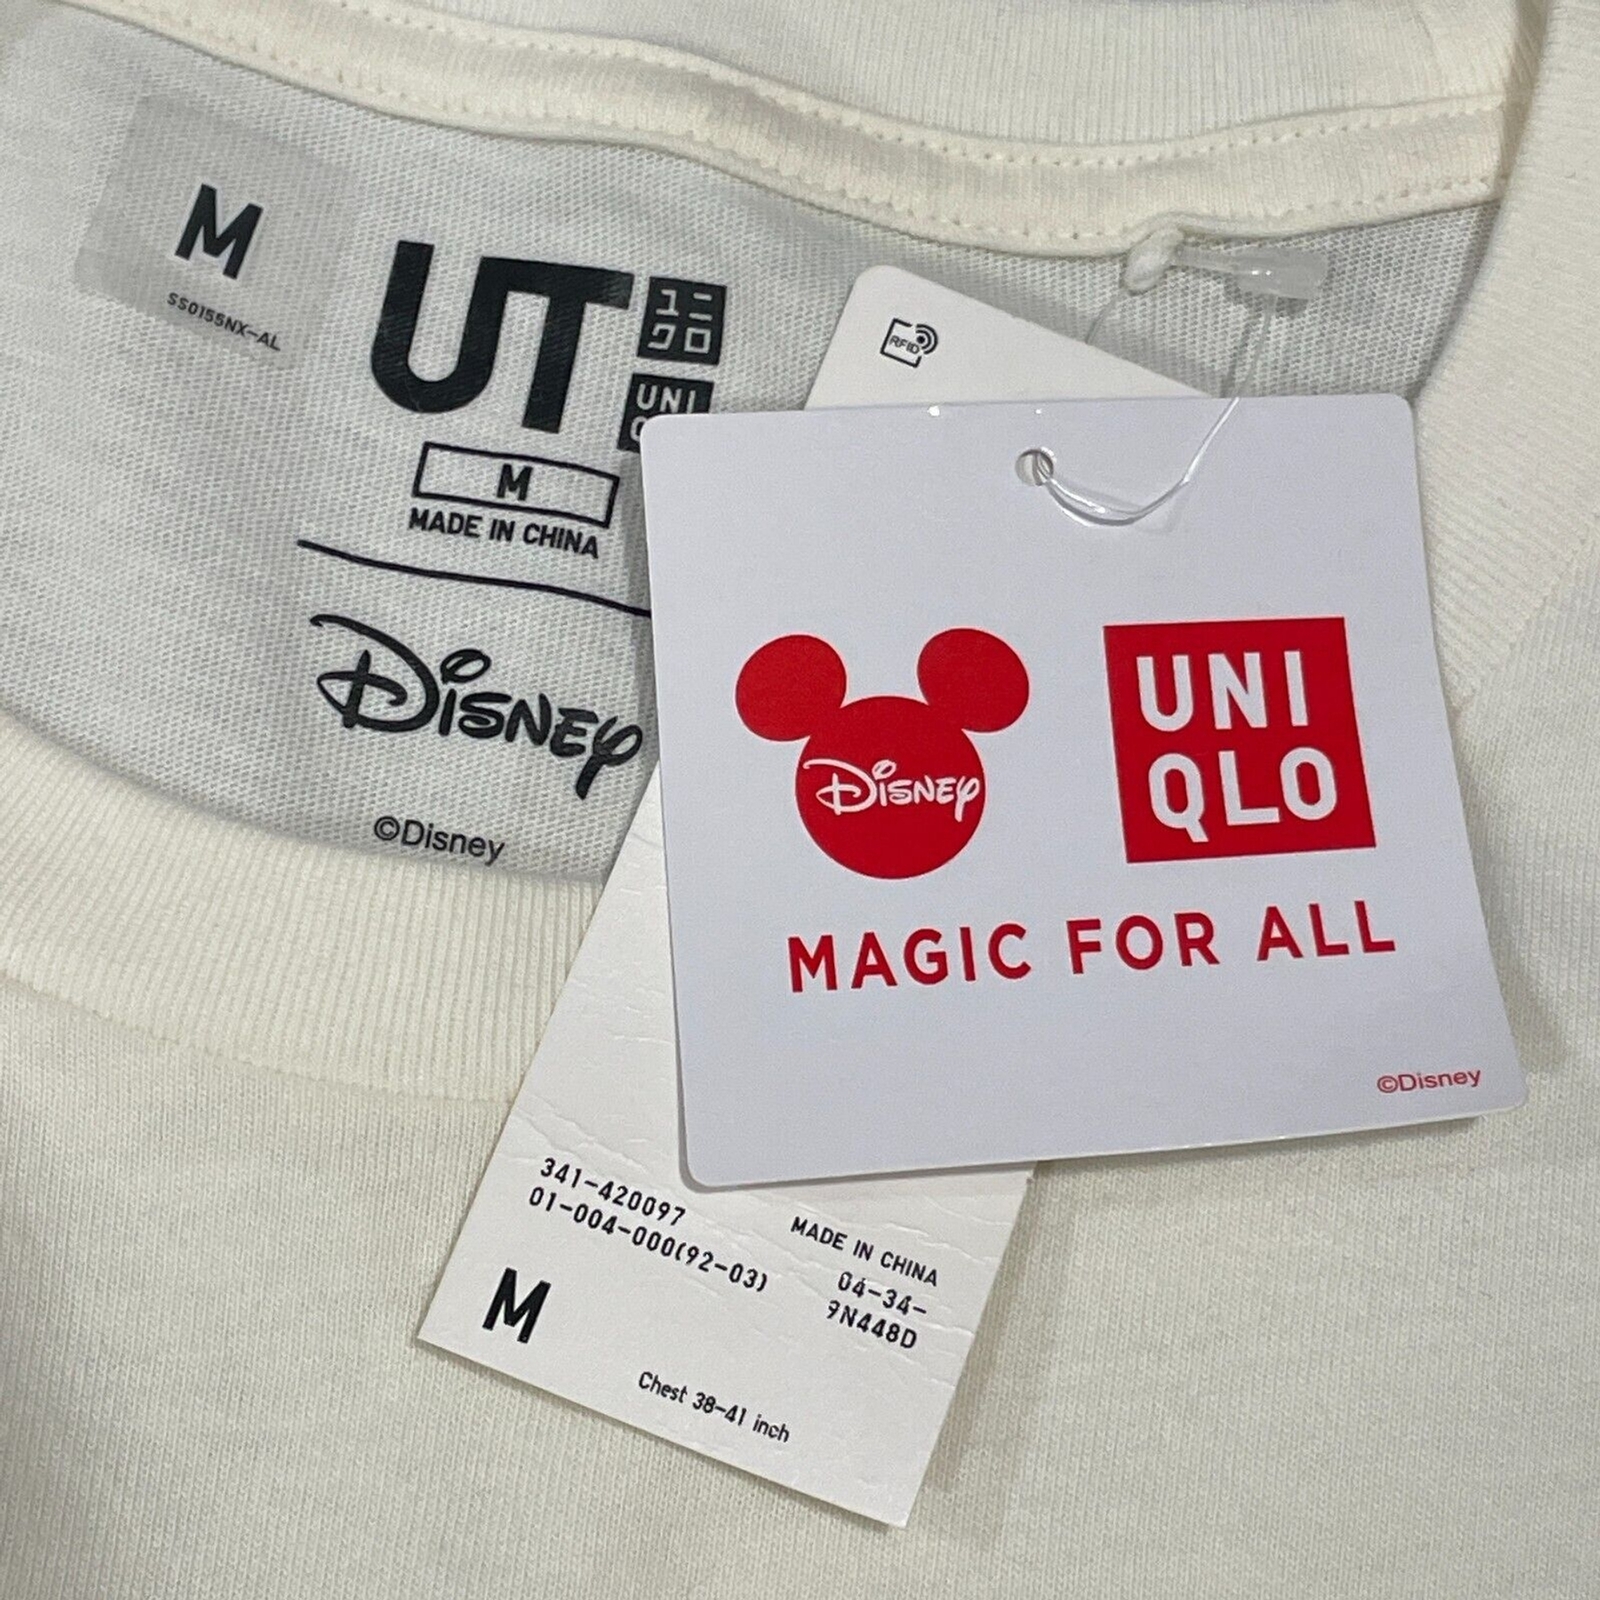 M
SS0155NX-AL
UT
ユニ
クロ
UNI
M
MADE IN CHINA
Disney
©Disney
RFID
Disney
UNI
QLO
MAGIC FOR ALL
©Disney
341-420097
01-004-000(92-03)
MADE IN CHINA
04-34-
9N448D
M
Chest 38-41 inch